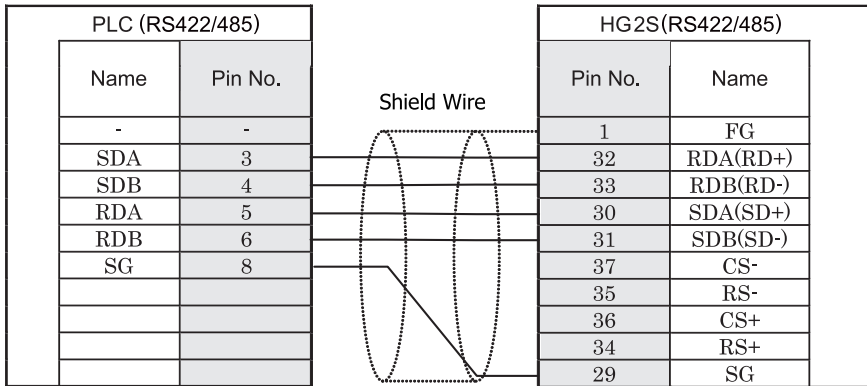 PLC (RS422/485) HG2S(RS422/485)
Name Pin No. Pin No. Name
Shield Wire
- - 1 FG
SDA 3 32 RDA(RD+)
SDB 4 33 RDB(RD-)
RDA 5 30 SDA(SD+)
RDB 6 31 SDB(SD-)
SG 8 37 CS-
35 RS-
36 CS+
34 RS+
29 SG